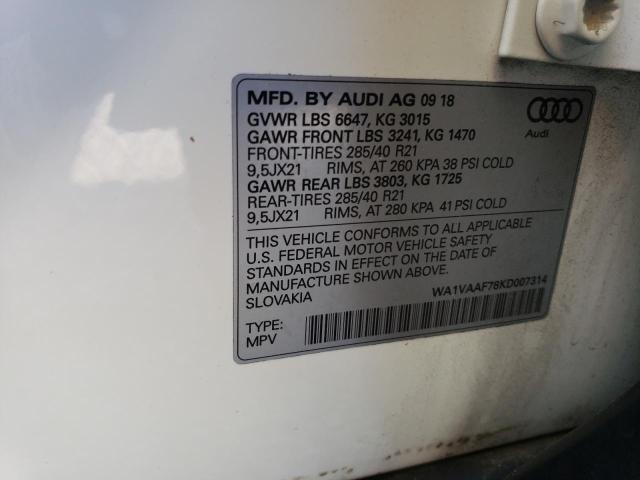 MFD. BY AUDI AG 09 18
GVWR LBS 6647, KG 3015
GAWR FRONT LBS 3241, KG 1470
FRONT-TIRES 285/40 R21
9,5JX21 RIMS, AT 260 KPA 38 PSI COLD
GAWR REAR LBS 3803, KG 1725
REAR-TIRES 285/40 R21
9,5JX21 RIMS, AT 280 KPA 41 PSI COLD
Audi
THIS VEHICLE CONFORMS TO ALL APPLICABLE
U.S. FEDERAL MOTOR VEHICLE SAFETY
STANDARDS IN EFFECT ON THE DATE OF
MANUFACTURE SHOWN ABOVE.
SLOVAKIA
WA1VAAF76KD007314
TYPE:
MPV